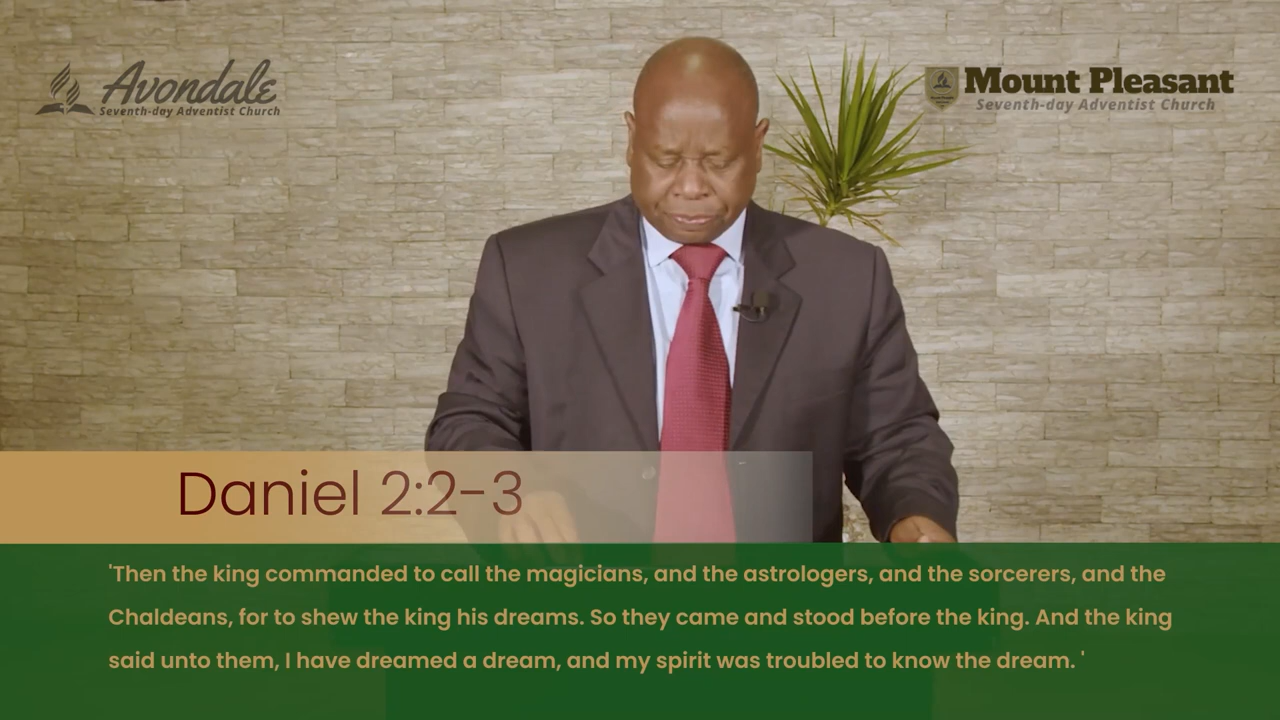 Avondale
Seventh-day Adventist Church
Mount Pleasant
Seventh-day Adventist Church
Daniel 2:2-3
'Then the king commanded to call the magicians, and the astrologers, and the sorcerers, and the
Chaldeans, for to shew the king his dreams. So they came and stood before the king. And the king
said unto them, I have dreamed a dream, and my spirit was troubled to know the dream. '